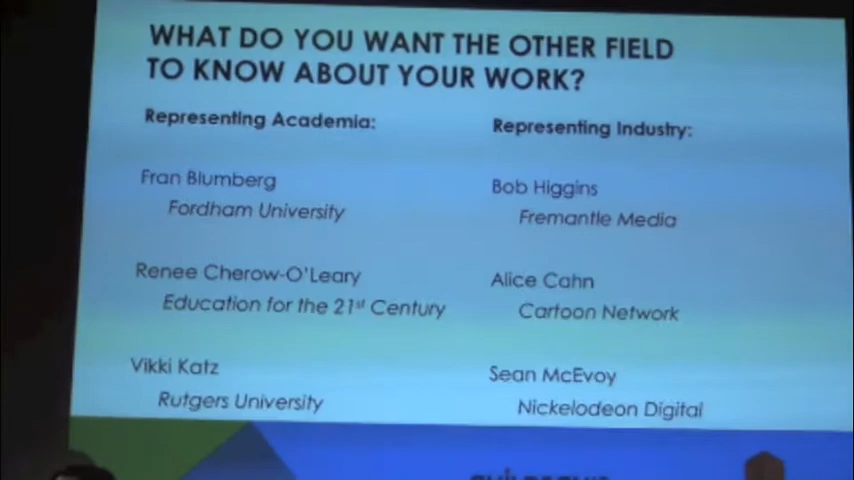 WHAT DO YOU WANT THE OTHER FIELD
TO KNOW ABOUT YOUR WORK?
Representing Academia:
Fran Blumberg
Fordham University
Renee Cherow-O'Leary
Education for the 21st Century
Vikki Katz
Rutgers University
Representing Industry:
Bob Higgins
Fremantle Media
Alice Cahn
Cartoon Network
Sean McEvoy
Nickelodeon Digital